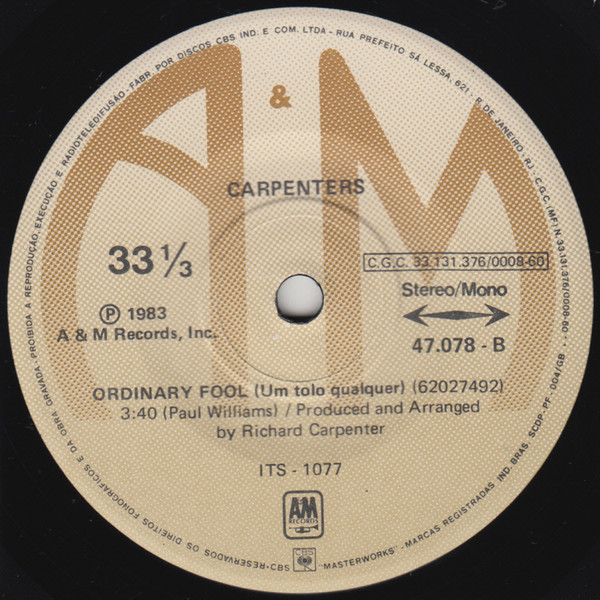 A & M
CARPENTERS
33 1/3
C.G.C. 33.131.376/0008-60
Stereo/Mono
℗ 1983
A & M Records, Inc.
47.078 - B
ORDINARY FOOL (Um tolo qualquer) (62027492)
3:40 (Paul Williams) / Produced and Arranged
by Richard Carpenter
ITS - 1077
A&M
RECORDS
CBS
RESERVADOS OS DIREITOS FONOGRÁFICOS E DA OBRA GRAVADA. PROIBIDA A REPRODUÇÃO, EXECUÇÃO E RADIOTELEDIFUSÃO - FABR. POR DISCOS CBS IND. E COM. LTDA - RUA PREFEITO SÁ LESSA, 621 - R. DE JANEIRO, RJ - C.G.C. (MF) N. 33.131.376/0008-60 - SCDP-PF-004/GB
CBS "MASTERWORKS" - MARCAS REGISTRADAS IND. BRAS.